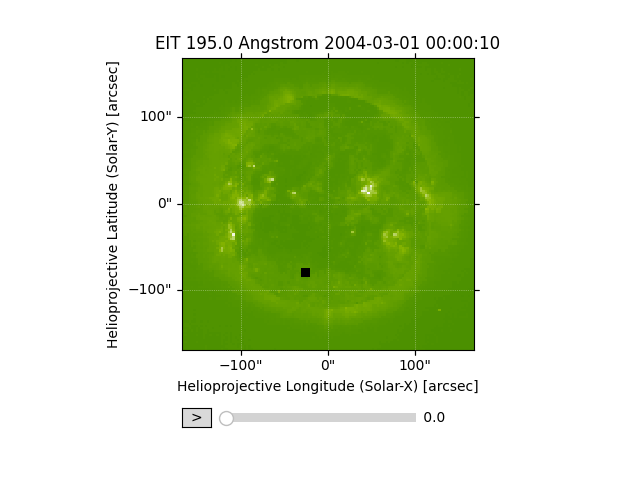 EIT 195.0 Angstrom 2004-03-01 00:00:10
Helioprojective Latitude (Solar-Y) [arcsec]
100"
0"
−100"
−100" 0" 100"
Helioprojective Longitude (Solar-X) [arcsec]
> 0.0